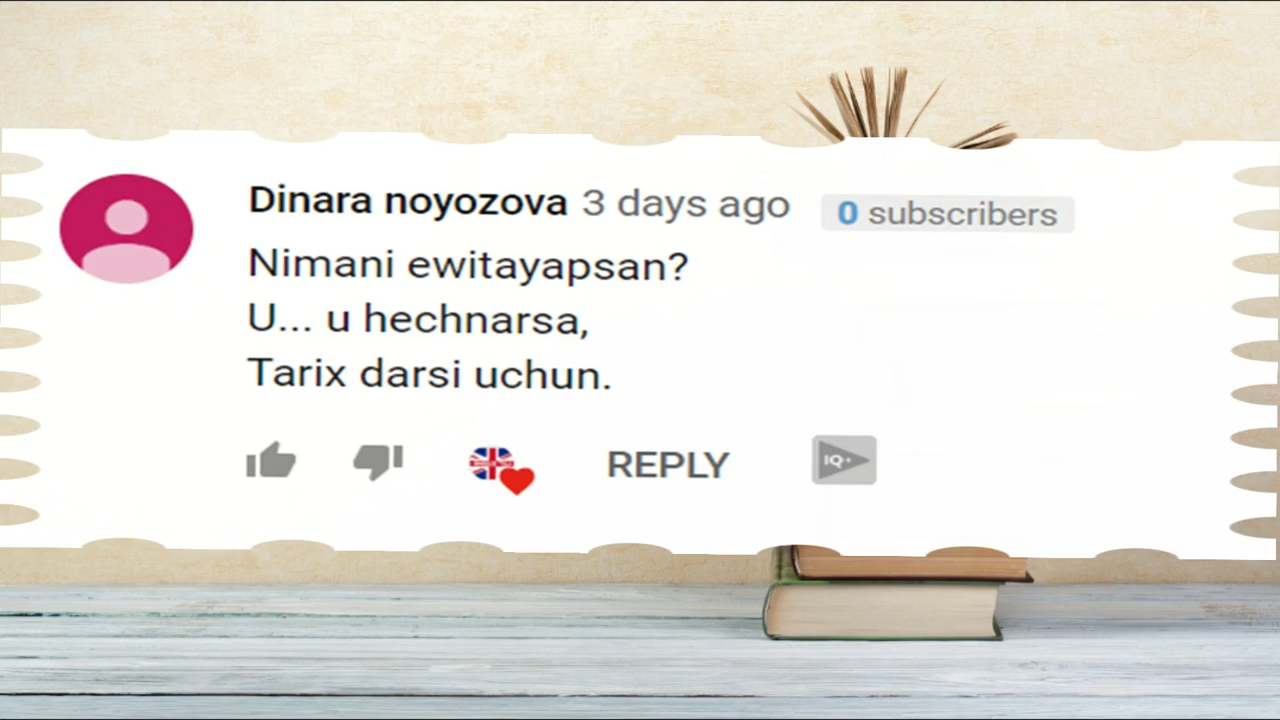 Dinara noyozova 3 days ago 0 subscribers
Nimani ewitayapsan?
U... u hechnarsa,
Tarix darsi uchun.
REPLY IQ+